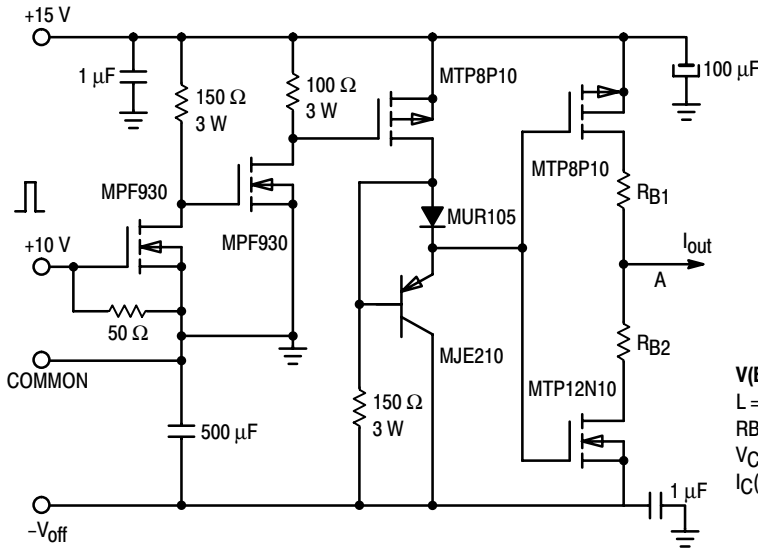 +15 V
1 μF
150 Ω
3 W
100 Ω
3 W
MTP8P10
100 μF
MPF930
+10 V
MPF930
50 Ω
COMMON
500 μF
–Voff
MUR105
MJE210
150 Ω
3 W
MTP8P10
RB1
Iout
A
RB2
MTP12N10
1 μF
L =